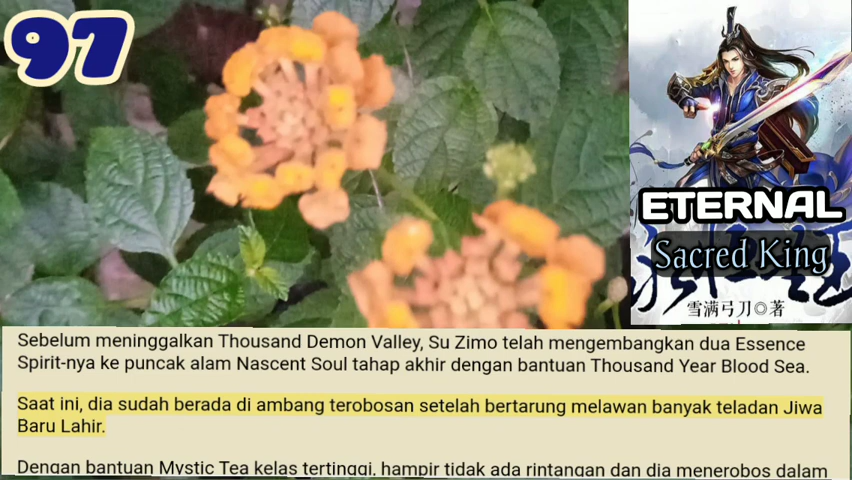 97
ETERNAL
Sacred King
雪满弓刀◎著
Sebelum meninggalkan Thousand Demon Valley, Su Zimo telah mengembangkan dua Essence
Spirit-nya ke puncak alam Nascent Soul tahap akhir dengan bantuan Thousand Year Blood Sea.
Saat ini, dia sudah berada di ambang terobosan setelah bertarung melawan banyak teladan Jiwa
Baru Lahir.
Dengan bantuan Mystic Tea kelas tertinggi, hampir tidak ada rintangan dan dia menerobos dalam